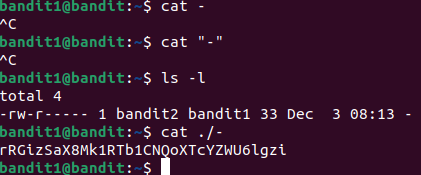 bandit1@bandit:~$ cat -
^C
bandit1@bandit:~$ cat "-"
^C
bandit1@bandit:~$ ls -l
total 4
-rw-r----- 1 bandit2 bandit1 33 Dec  3 08:13 -
bandit1@bandit:~$ cat ./-
rRGizSaX8Mk1RTb1CNQoXTcYZWU6lgzi
bandit1@bandit:~$